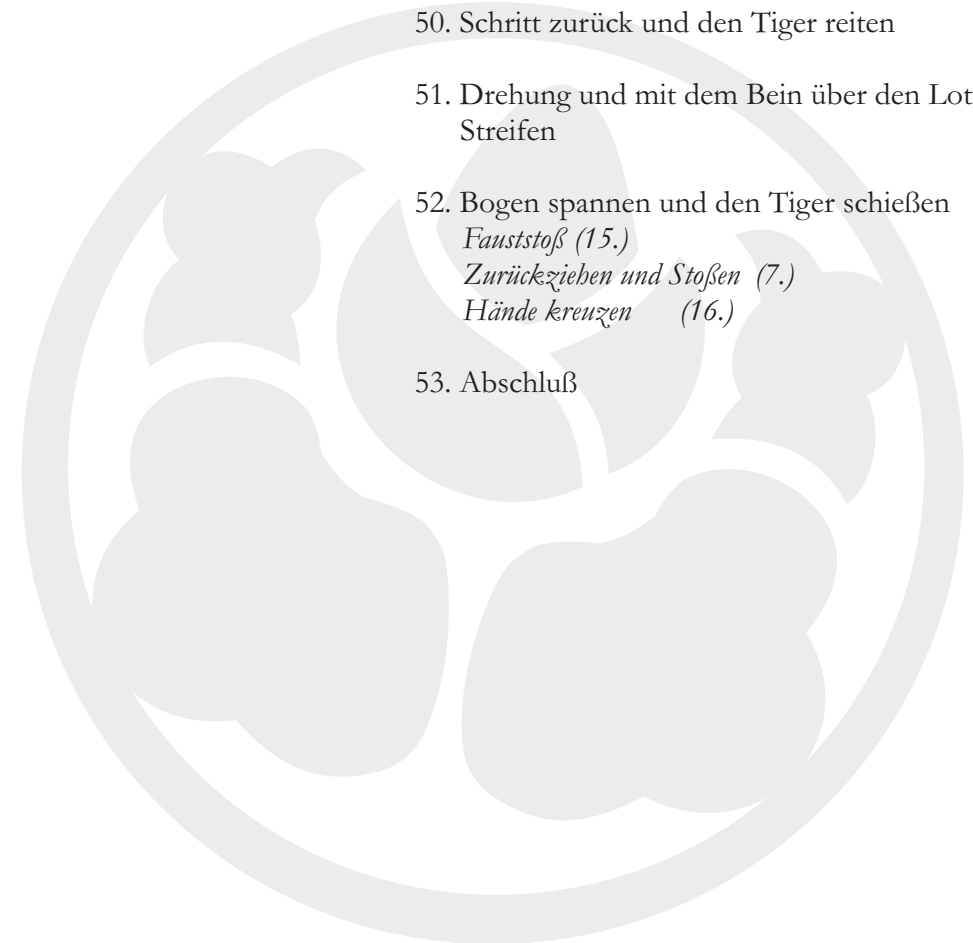 50. Schritt zurück und den Tiger reiten
51. Drehung und mit dem Bein über den Lot
Streifen
52. Bogen spannen und den Tiger schießen
Fauststoß (15.)
Zurückziehen und Stoßen (7.)
Hände kreuzen (16.)
53. Abschluß